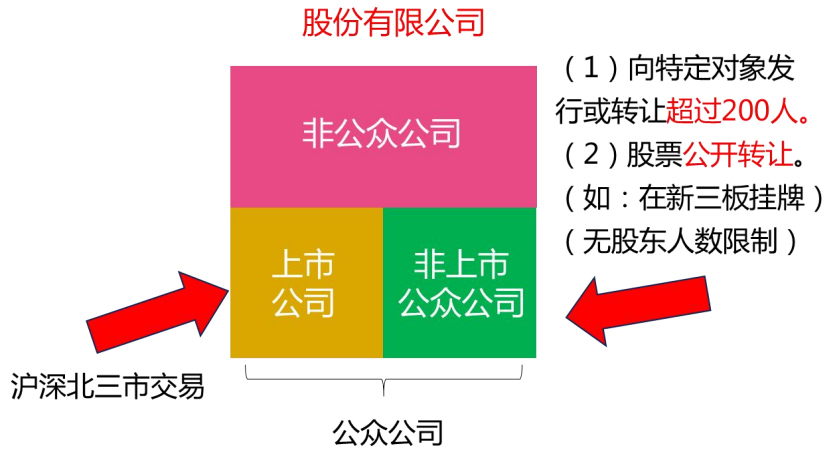 股份有限公司
非公众公司
上市
公司
非上市
公众公司
（1）向特定对象发
行或转让超过200人。
（2）股票公开转让。
（如：在新三板挂牌）
（无股东人数限制）
沪深北三市交易
公众公司